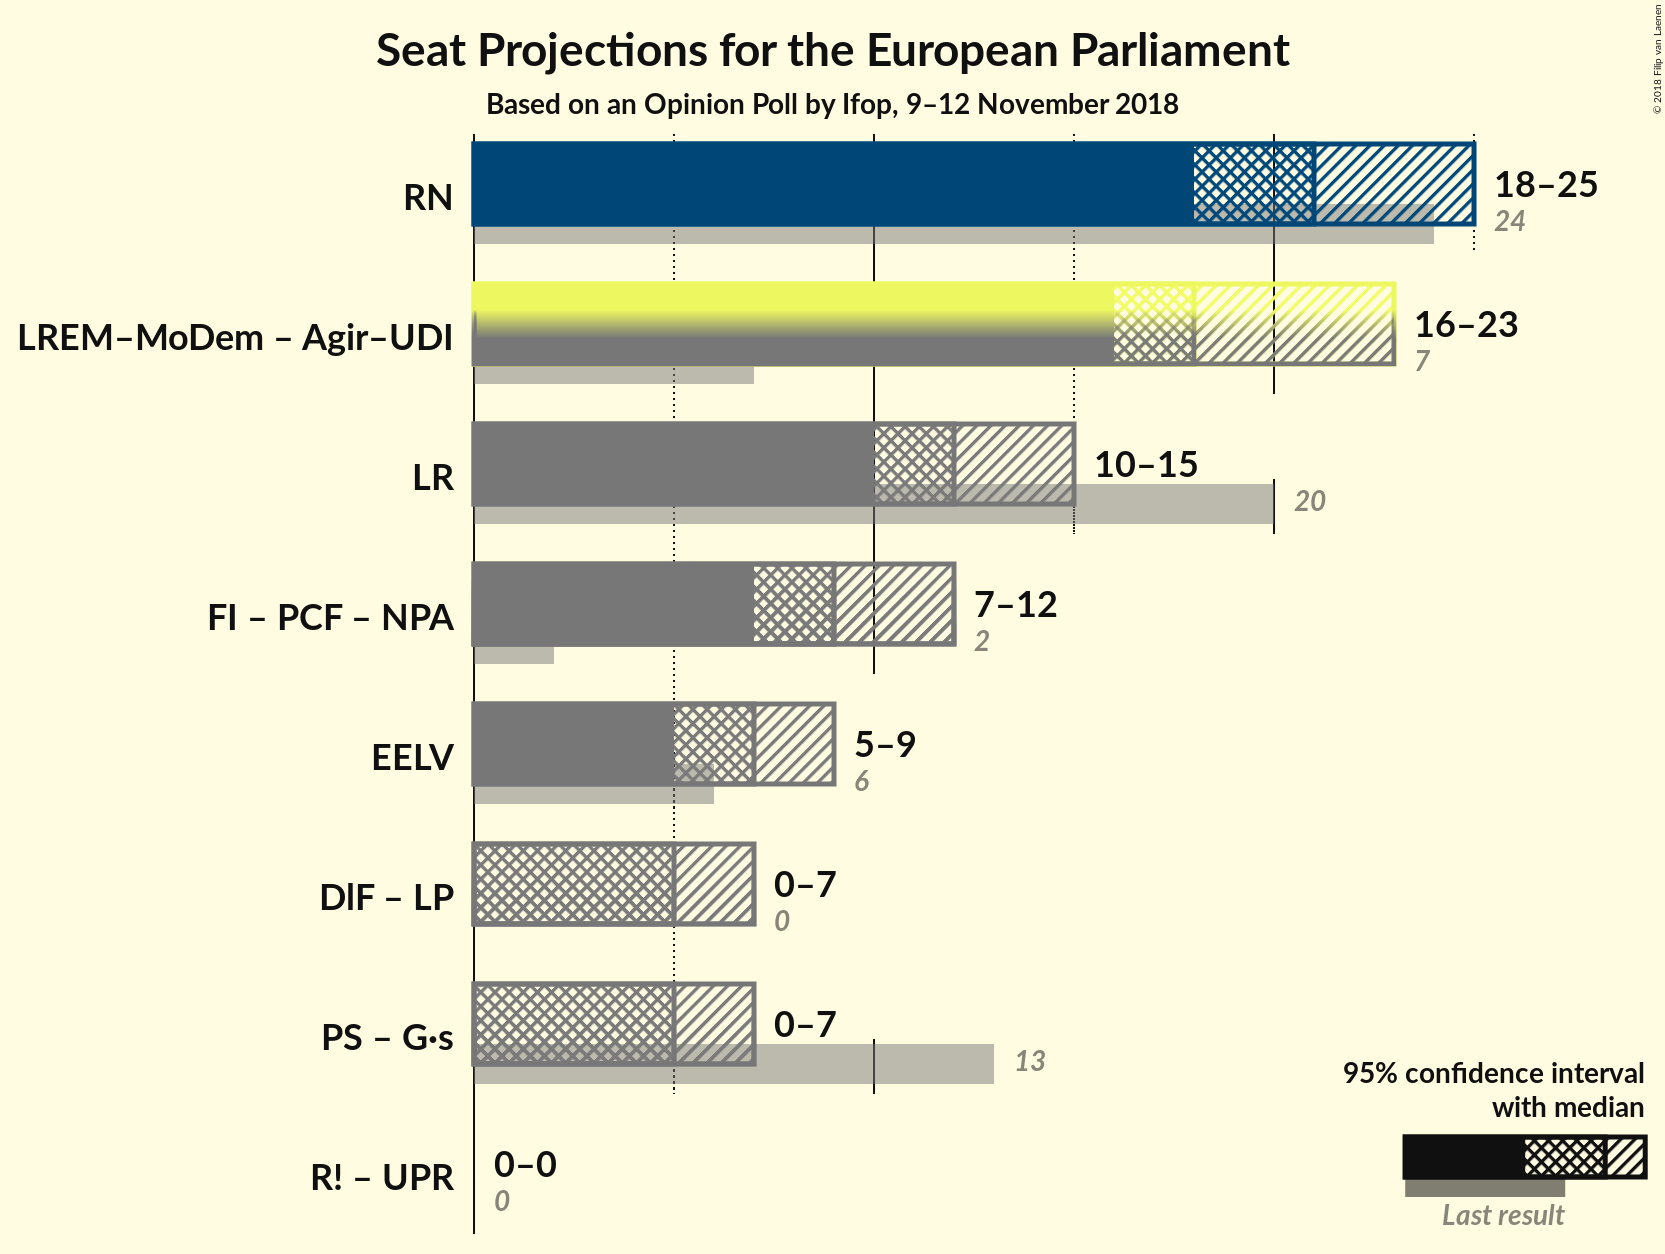 Seat Projections for the European Parliament
Based on an Opinion Poll by Ifop, 9–12 November 2018
© 2018 Filip van Laenen
RN
18–25
24
LREM–MoDem – Agir–UDI
16–23
7
LR
10–15
20
FI – PCF – NPA
7–12
2
EELV
5–9
6
DlF – LP
0–7
0
PS – G·s
0–7
13
R! – UPR
0–0
0
95% confidence interval
with median
Last result